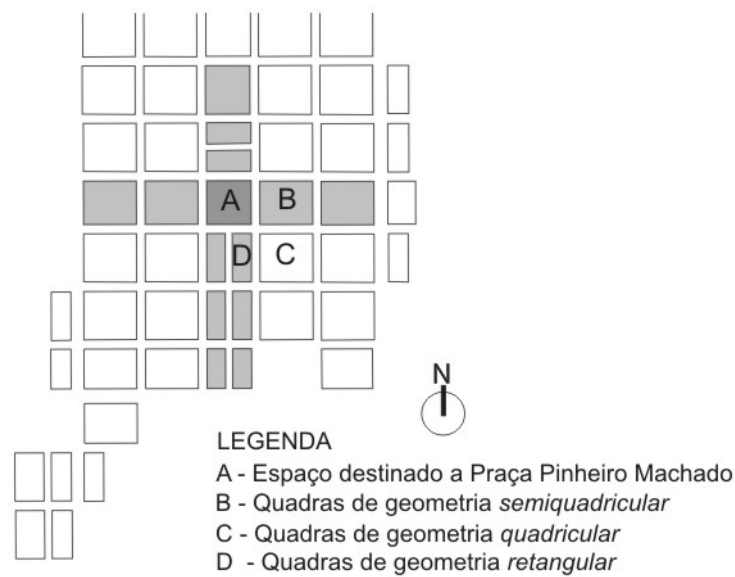 A
B
D
C
N
LEGENDA
A - Espaço destinado a Praça Pinheiro Machado
B - Quadras de geometria semiquadricular
C - Quadras de geometria quadricular
D - Quadras de geometria retangular